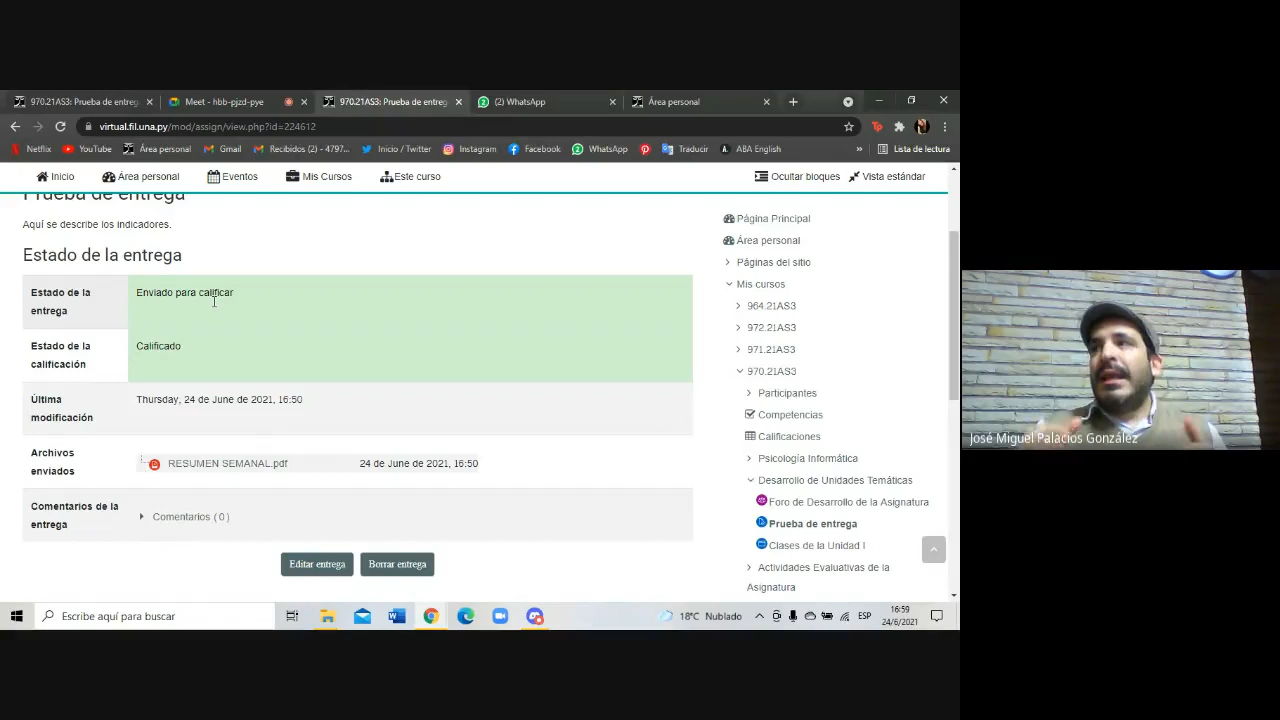 970.21AS3: Prueba de entreg
Meet - hbb-pjzd-pye
970.21AS3: Prueba de entreg
(2) WhatsApp
Área personal
virtual.fil.una.py/mod/assign/view.php?id=224612
Netflix
YouTube
Área personal
Gmail
Recibidos (2) - 4797...
Inicio / Twitter
Instagram
Facebook
WhatsApp
Traducir
ABA English
»
Lista de lectura
Inicio
Área personal
Eventos
Mis Cursos
Este curso
Ocultar bloques
Vista estándar
Prueba de entrega
Aquí se describe los indicadores.
Estado de la entrega
Estado de la
entrega
Enviado para calificar
Estado de la
calificación
Calificado
Última
modificación
Thursday, 24 de June de 2021, 16:50
Archivos
enviados
RESUMEN SEMANAL.pdf
24 de June de 2021, 16:50
Comentarios de la
entrega
Comentarios (0)
Editar entrega
Borrar entrega
Página Principal
Área personal
Páginas del sitio
Mis cursos
964.21AS3
972.21AS3
971.21AS3
970.21AS3
Participantes
Competencias
Calificaciones
Psicología Informática
Desarrollo de Unidades Temáticas
Foro de Desarrollo de la Asignatura
Prueba de entrega
Clases de la Unidad I
Actividades Evaluativas de la
Asignatura
José Miguel Palacios González
Escribe aquí para buscar
18°C Nublado
ESP
16:59
24/6/2021